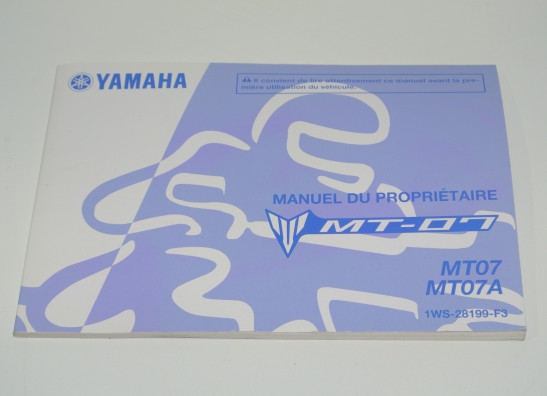 YAMAHA
Il convient de lire attentivement ce manuel avant la pre-
mière utilisation du véhicule.
MANUEL DU PROPRIÉTAIRE
MT-07
MT07
MT07A
1WS-28199-F3